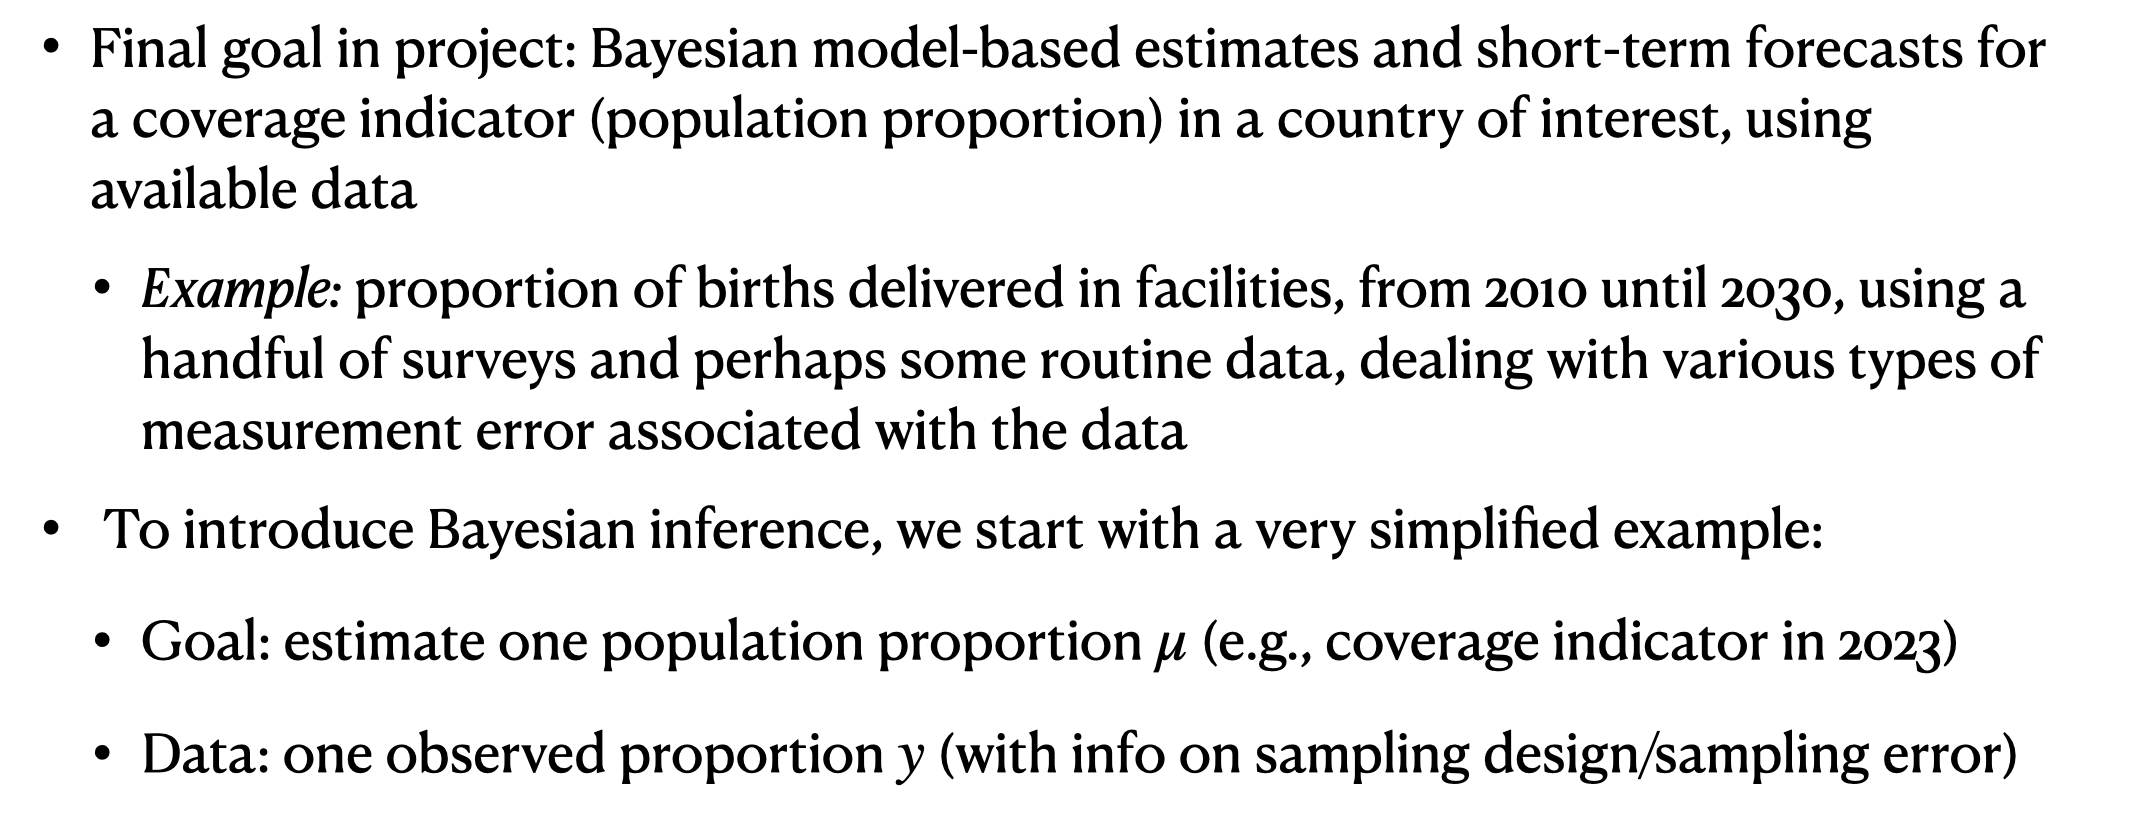 • Final goal in project: Bayesian model-based estimates and short-term forecasts for
a coverage indicator (population proportion) in a country of interest, using
available data
• Example: proportion of births delivered in facilities, from 2010 until 2030, using a
handful of surveys and perhaps some routine data, dealing with various types of
measurement error associated with the data
• To introduce Bayesian inference, we start with a very simplified example:
• Goal: estimate one population proportion μ (e.g., coverage indicator in 2023)
• Data: one observed proportion y (with info on sampling design/sampling error)